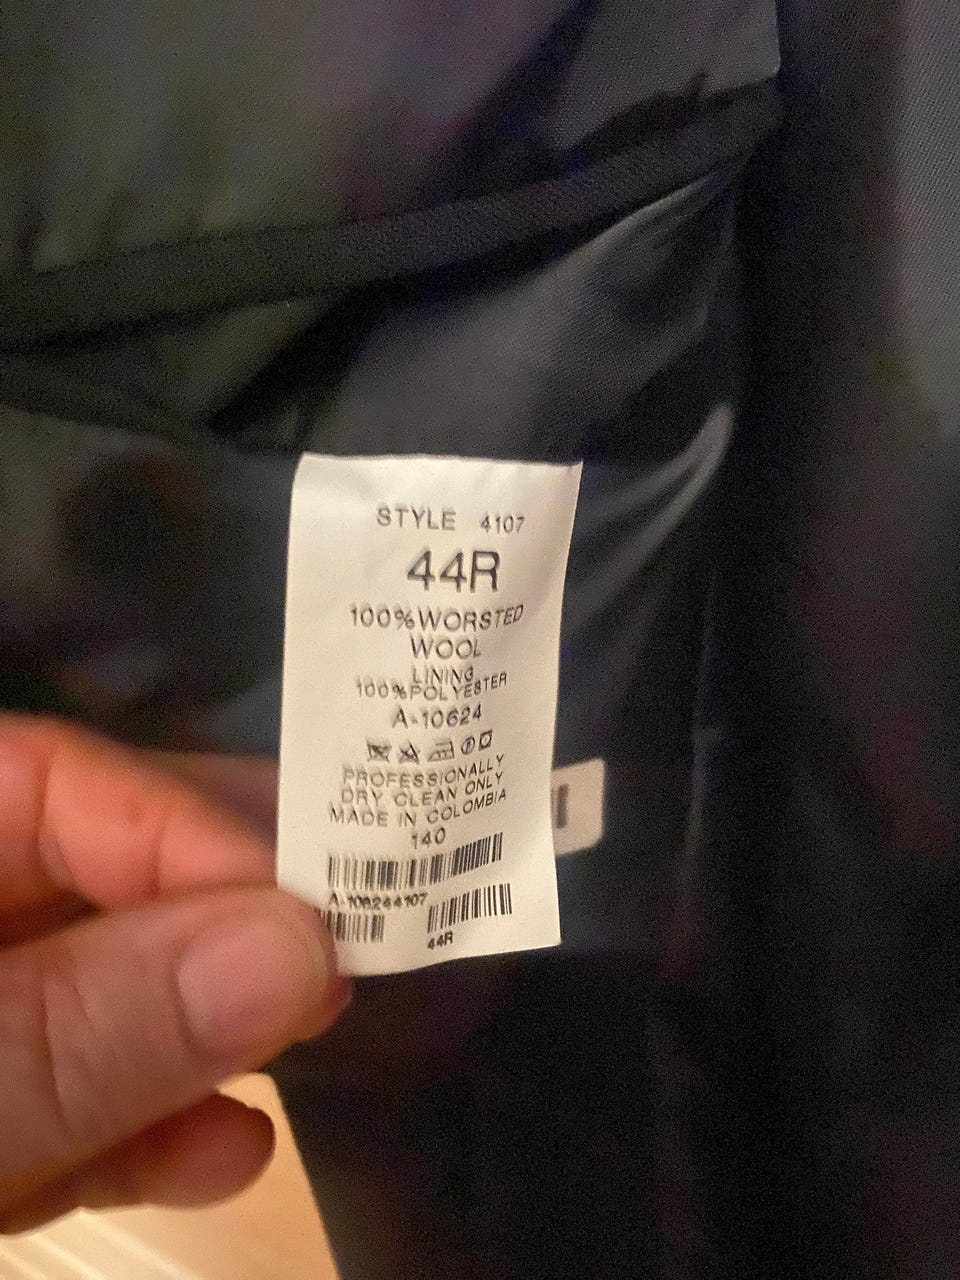 STYLE 4107
44R
100%WORSTED
WOOL
LINING
100%POLYESTER
A-10624
PROFESSIONALLY
DRY CLEAN ONLY
MADE IN COLOMBIA
140
A-106244107
44R